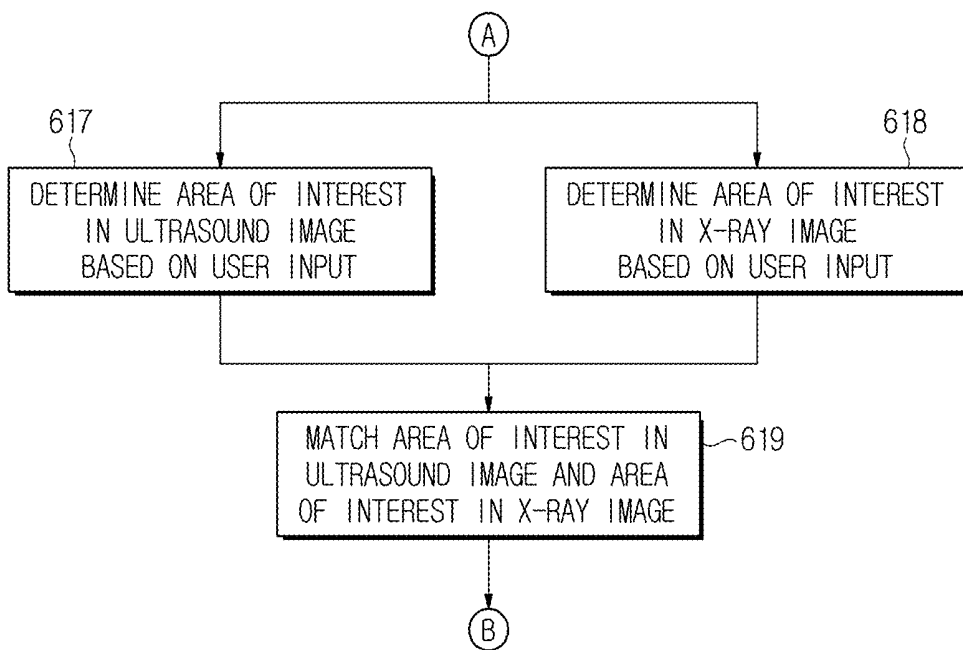 A
617
618
DETERMINE AREA OF INTEREST
IN ULTRASOUND IMAGE
BASED ON USER INPUT
DETERMINE AREA OF INTEREST
IN X-RAY IMAGE
BASED ON USER INPUT
MATCH AREA OF INTEREST IN
ULTRASOUND IMAGE AND AREA
OF INTEREST IN X-RAY IMAGE
619
B